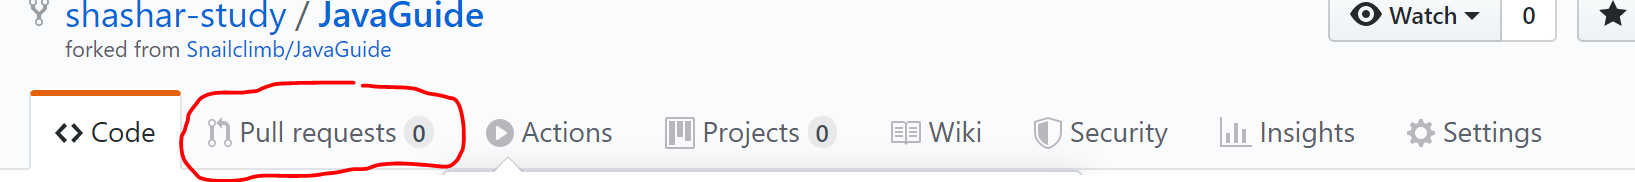 shashar-study / JavaGuide
Watch 0
forked from Snailclimb/JavaGuide
Code Pull requests 0 Actions Projects 0 Wiki Security Insights Settings